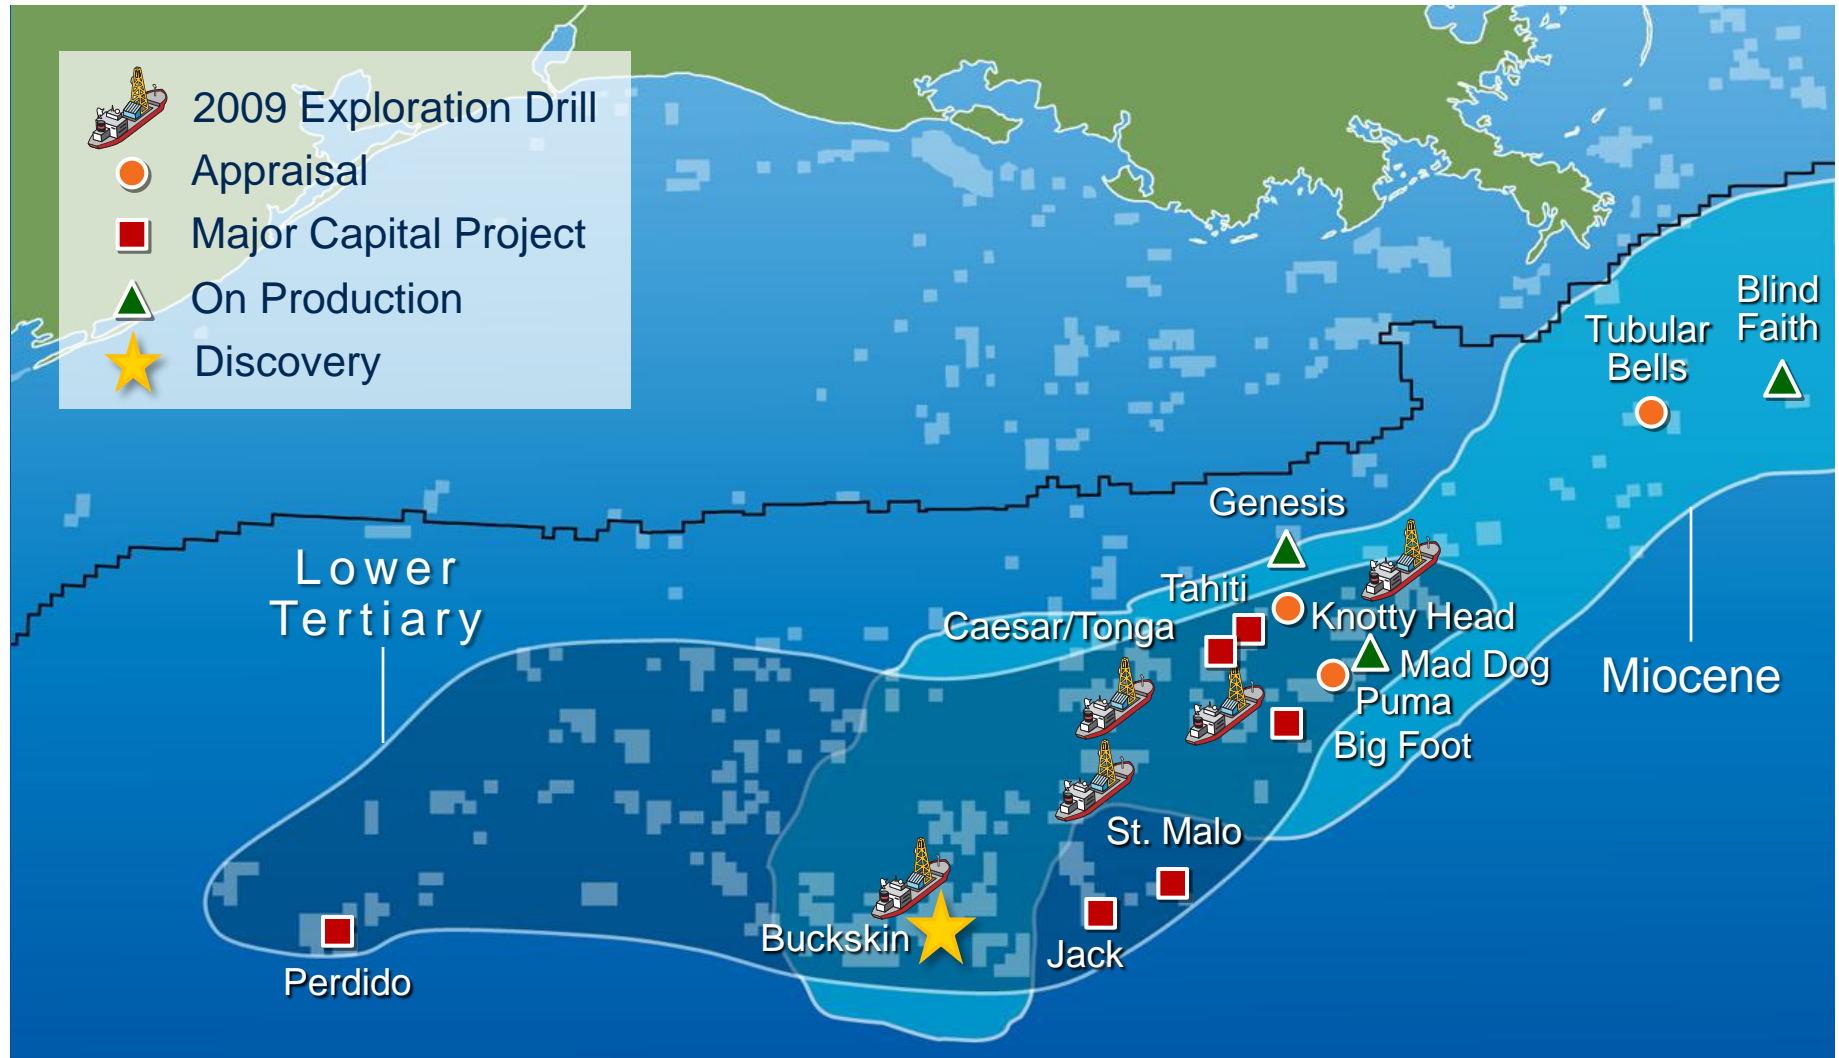 2009 Exploration Drill
Appraisal
Major Capital Project
On Production
Discovery
Blind
Faith
Tubular
Bells
Genesis
Lower
Tertiary
Tahiti
Knotty Head
Caesar/Tonga
Mad Dog
Miocene
Puma
Big Foot
St. Malo
Buckskin
Jack
Perdido